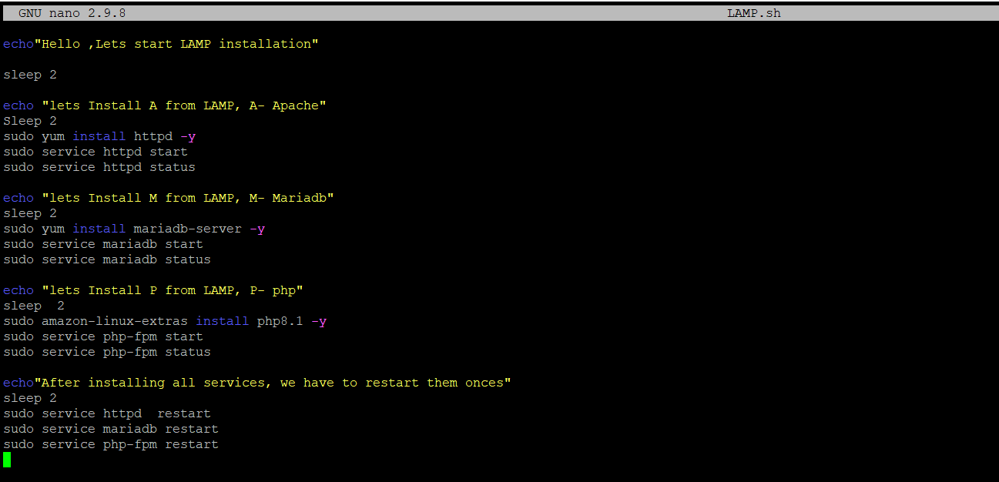 GNU nano 2.9.8 LAMP.sh
echo"Hello ,Lets start LAMP installation"
sleep 2
echo "lets Install A from LAMP, A- Apache"
Sleep 2
sudo yum install httpd -y
sudo service httpd start
sudo service httpd status
echo "lets Install M from LAMP, M- Mariadb"
sleep 2
sudo yum install mariadb-server -y
sudo service mariadb start
sudo service mariadb status
echo "lets Install P from LAMP, P- php"
sleep  2
sudo amazon-linux-extras install php8.1 -y
sudo service php-fpm start
sudo service php-fpm status
echo"After installing all services, we have to restart them onces"
sleep 2
sudo service httpd  restart
sudo service mariadb restart
sudo service php-fpm restart